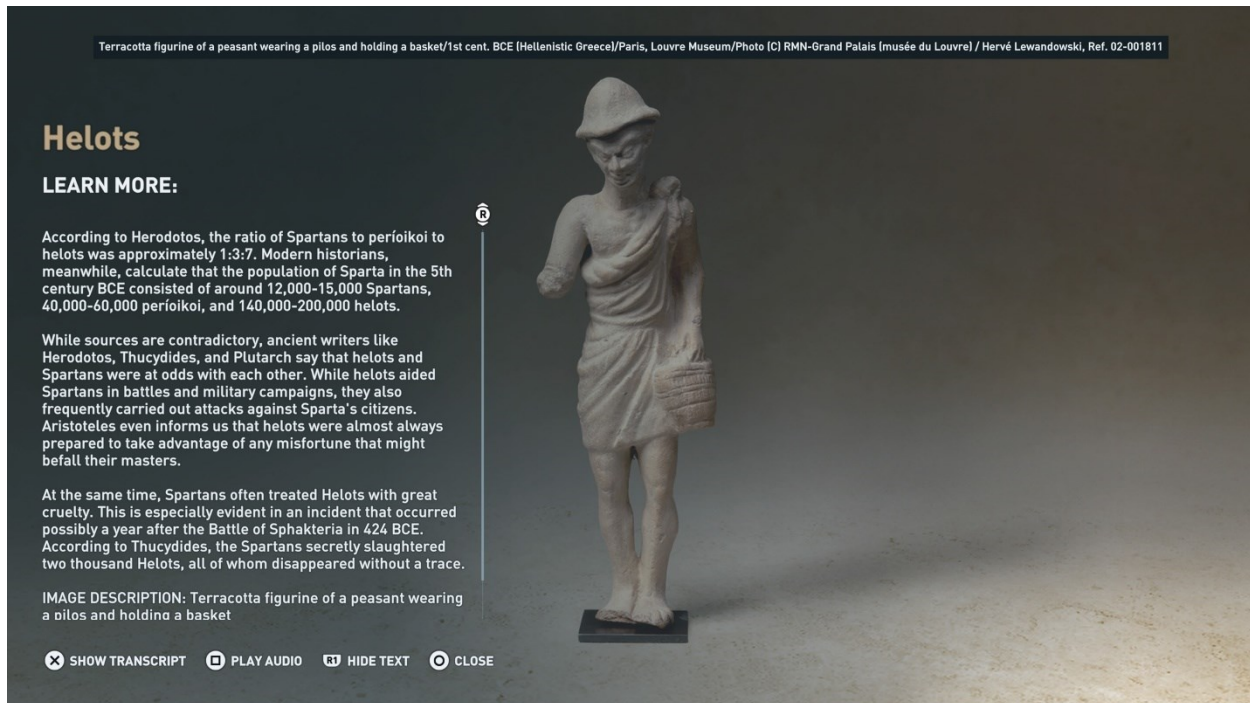 Terracotta figurine of a peasant wearing a pilos and holding a basket/1st cent. BCE (Hellenistic Greece)/Paris, Louvre Museum/Photo (C) RMN-Grand Palais (musée du Louvre) / Hervé Lewandowski, Ref. 02-001811
Helots
LEARN MORE:
R
According to Herodotos, the ratio of Spartans to períoikoi to
helots was approximately 1:3:7. Modern historians,
meanwhile, calculate that the population of Sparta in the 5th
century BCE consisted of around 12,000-15,000 Spartans,
40,000-60,000 períoikoi, and 140,000-200,000 helots.
While sources are contradictory, ancient writers like
Herodotos, Thucydides, and Plutarch say that helots and
Spartans were at odds with each other. While helots aided
Spartans in battles and military campaigns, they also
frequently carried out attacks against Sparta's citizens.
Aristoteles even informs us that helots were almost always
prepared to take advantage of any misfortune that might
befall their masters.
At the same time, Spartans often treated Helots with great
cruelty. This is especially evident in an incident that occurred
possibly a year after the Battle of Sphakteria in 424 BCE.
According to Thucydides, the Spartans secretly slaughtered
two thousand Helots, all of whom disappeared without a trace.
IMAGE DESCRIPTION: Terracotta figurine of a peasant wearing
a pilos and holding a basket
SHOW TRANSCRIPT PLAY AUDIO R1 HIDE TEXT CLOSE